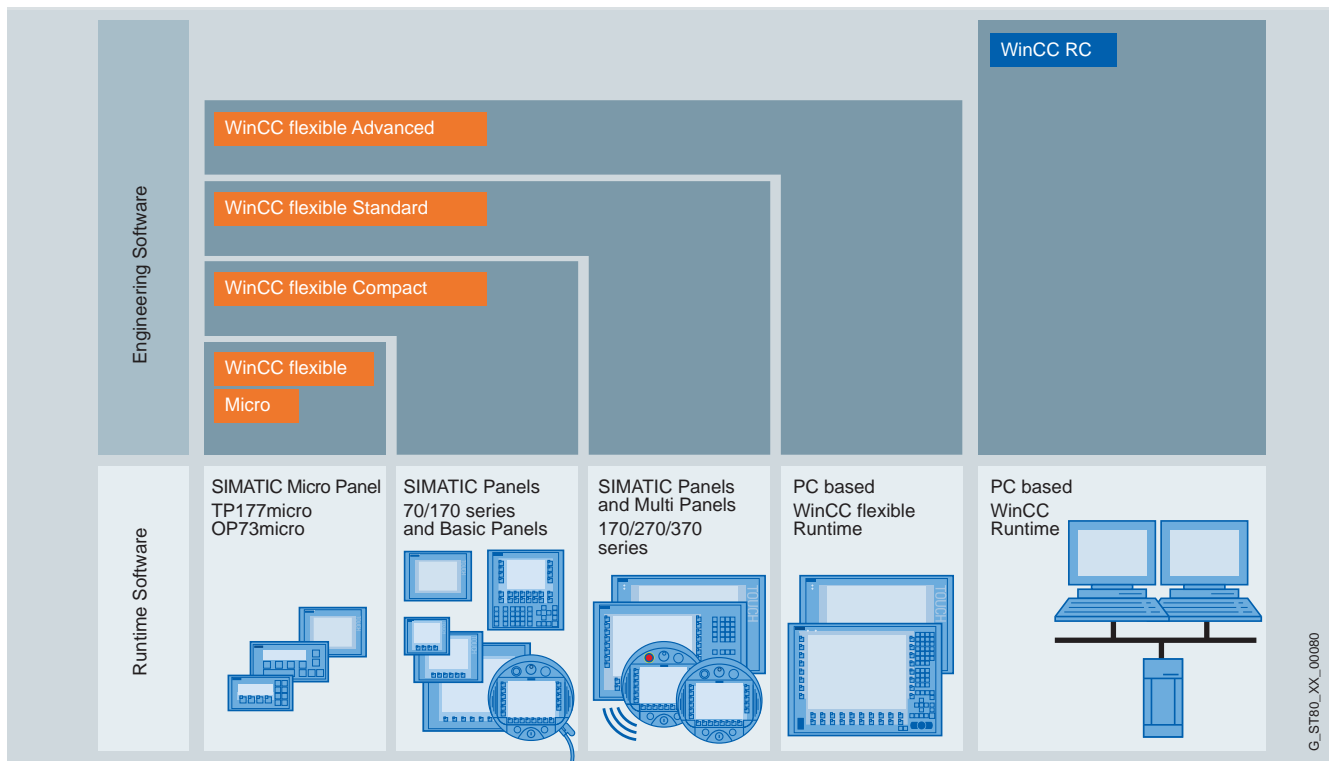 WinCC RC
WinCC flexible Advanced
WinCC flexible Standard
WinCC flexible Compact
WinCC flexible
Micro
Engineering Software
SIMATIC Micro Panel
TP177micro
OP73micro
SIMATIC Panels
70/170 series
and Basic Panels
SIMATIC Panels
and Multi Panels
170/270/370
series
PC based
WinCC flexible
Runtime
PC based
WinCC
Runtime
Runtime Software
TOUCH
TOUCH
G_ST80_XX_00080